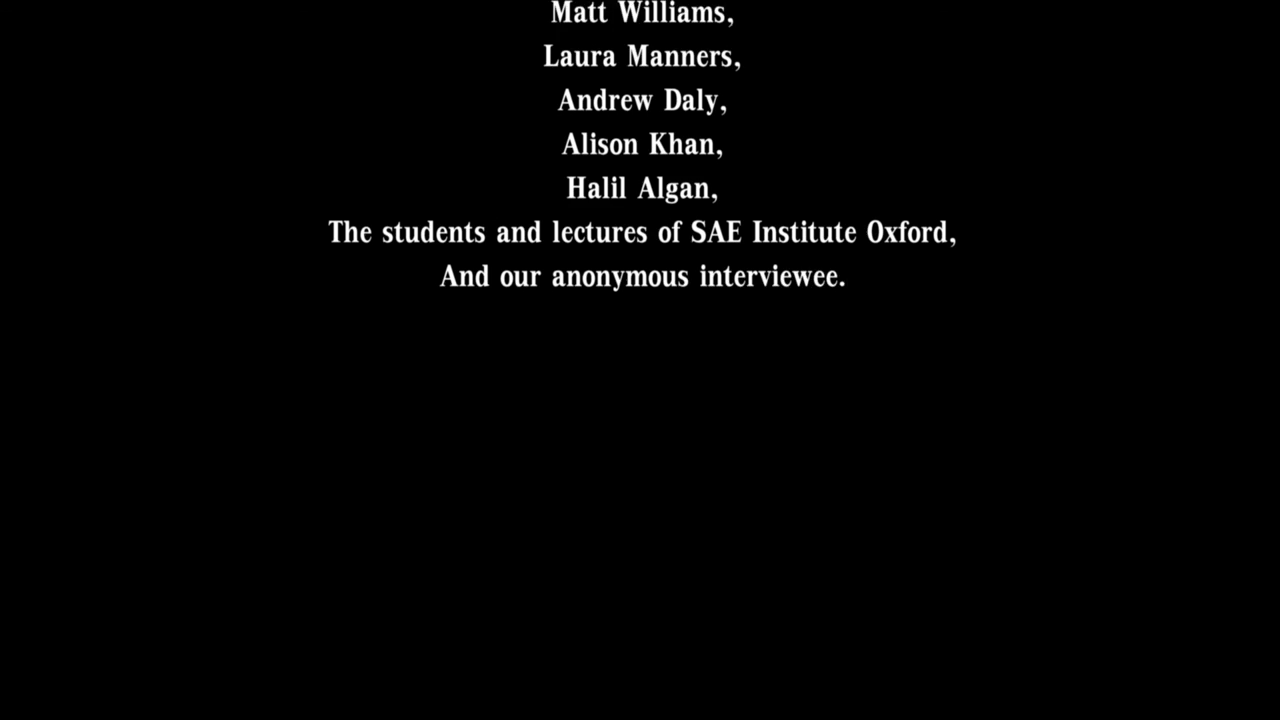 Matt Williams,
Laura Manners,
Andrew Daly,
Alison Khan,
Halil Algan,
The students and lectures of SAE Institute Oxford,
And our anonymous interviewee.